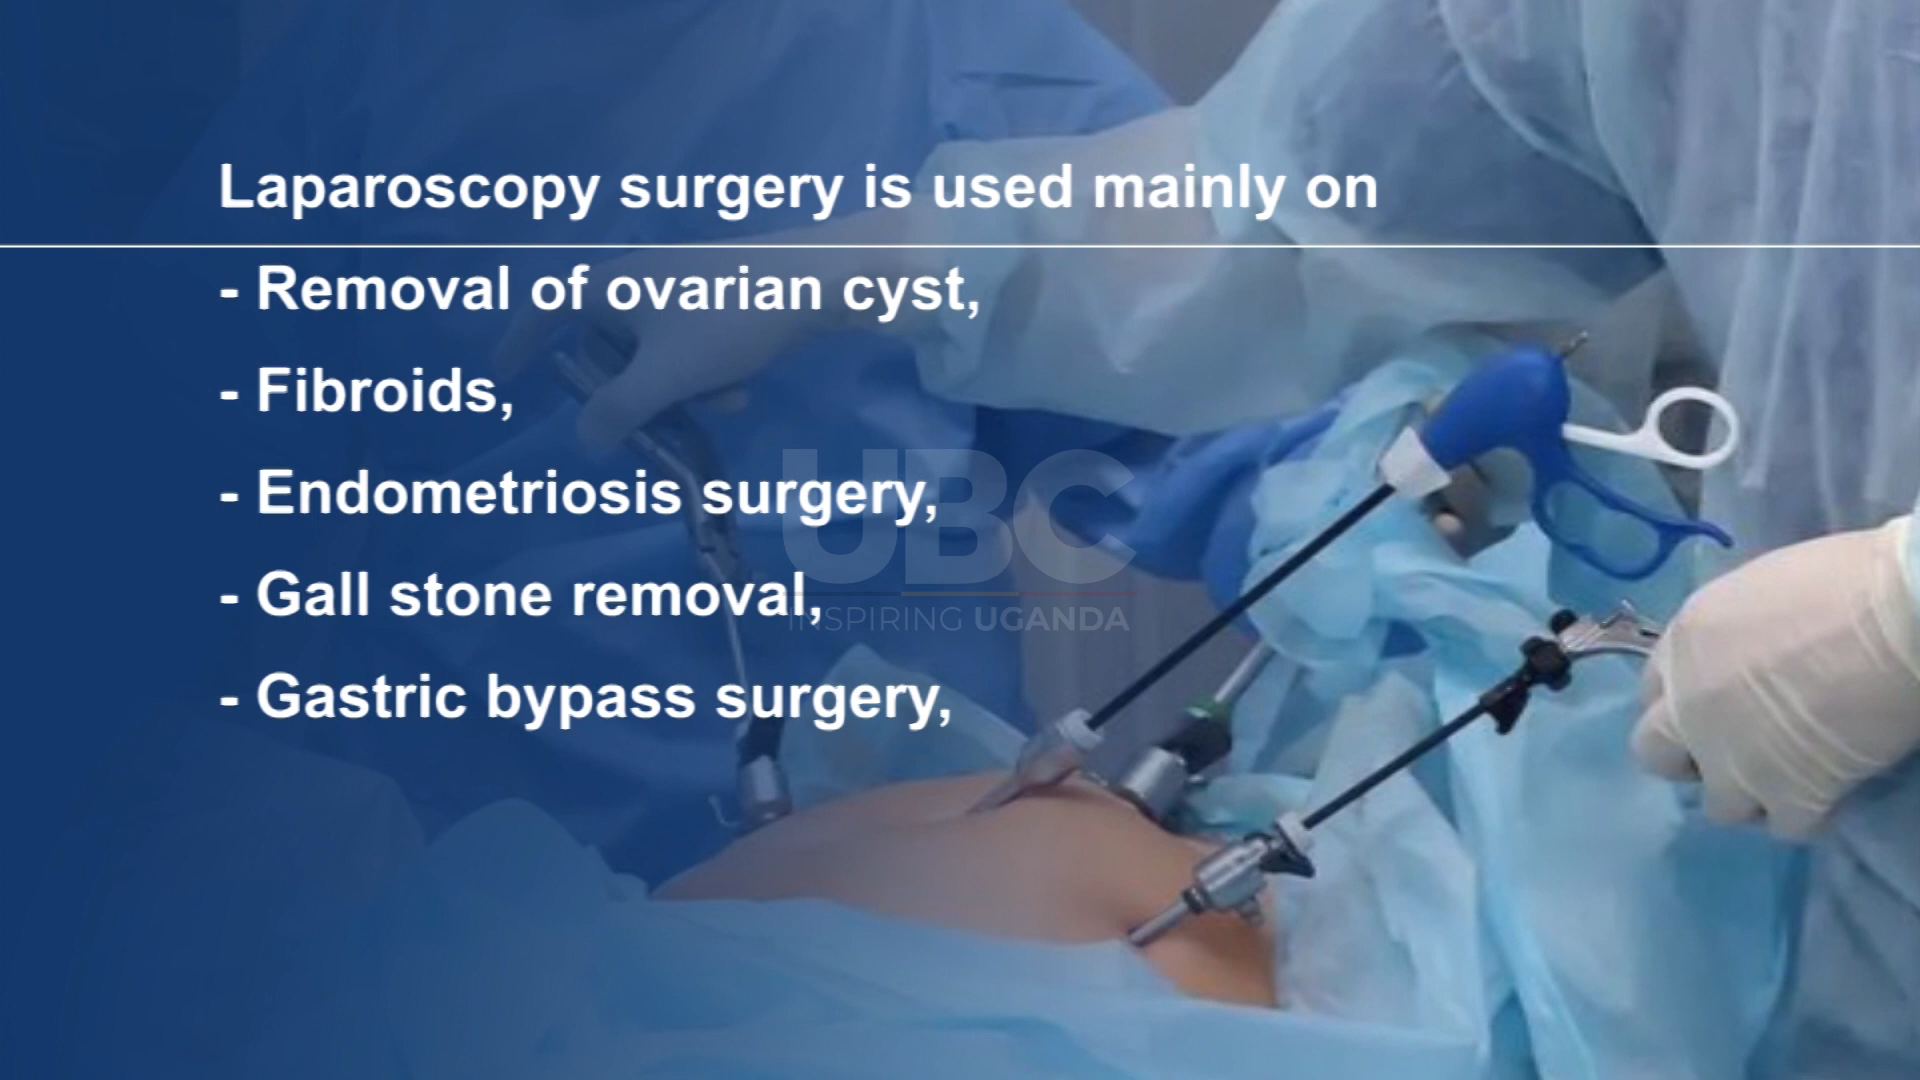 Laparoscopy surgery is used mainly on
- Removal of ovarian cyst,
- Fibroids,
- Endometriosis surgery,
- Gall stone removal,
- Gastric bypass surgery,
UBC
INSPIRING UGANDA